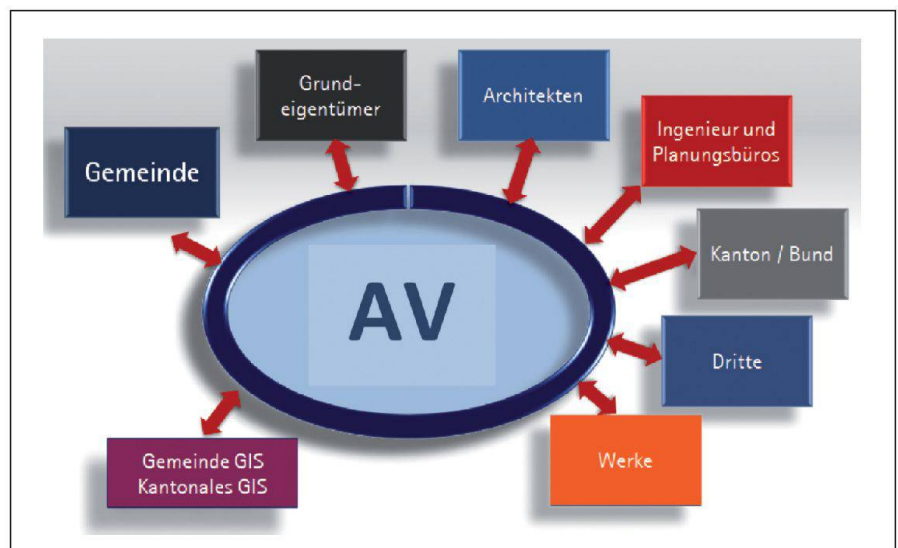 Grund-
eigentümer
Architekten
Ingenieur und
Planungsbüros
Gemeinde
Kanton / Bund
AV
Dritte
Gemeinde GIS
Kantonales GIS
Werke